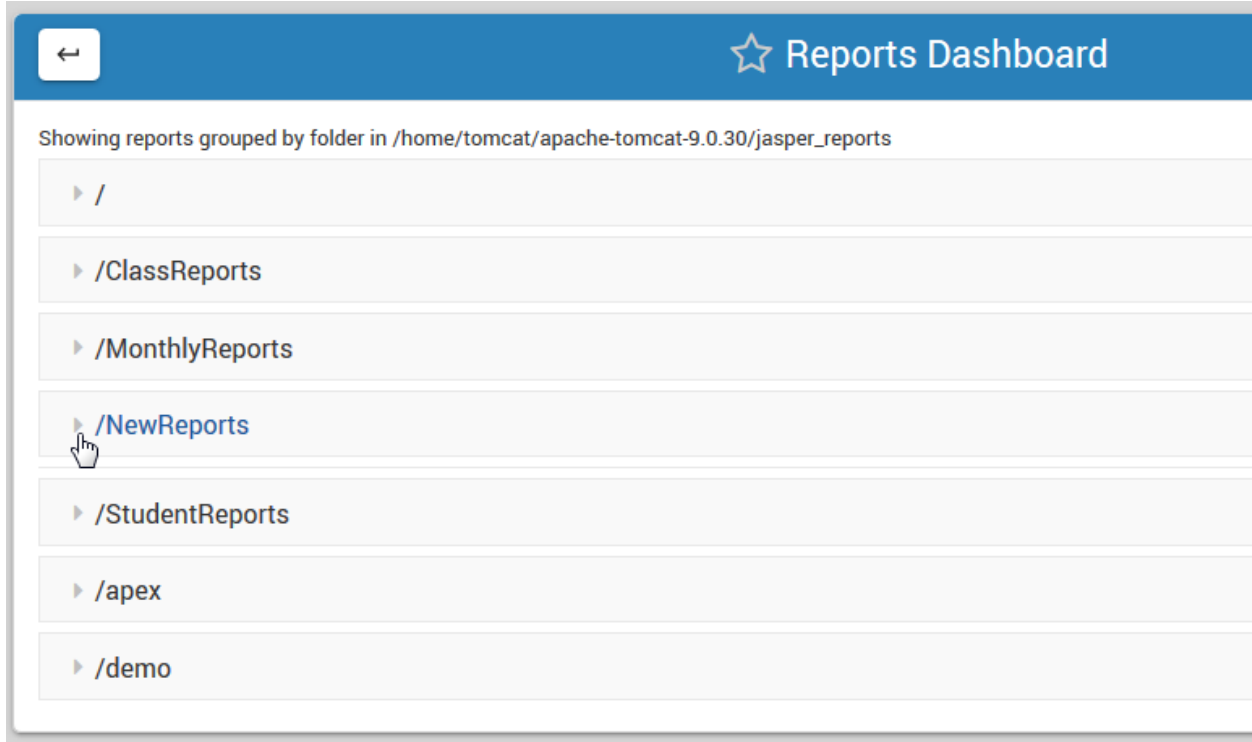 Reports Dashboard
Showing reports grouped by folder in /home/tomcat/apache-tomcat-9.0.30/jasper_reports
/
/ClassReports
/MonthlyReports
/NewReports
/StudentReports
/apex
/demo